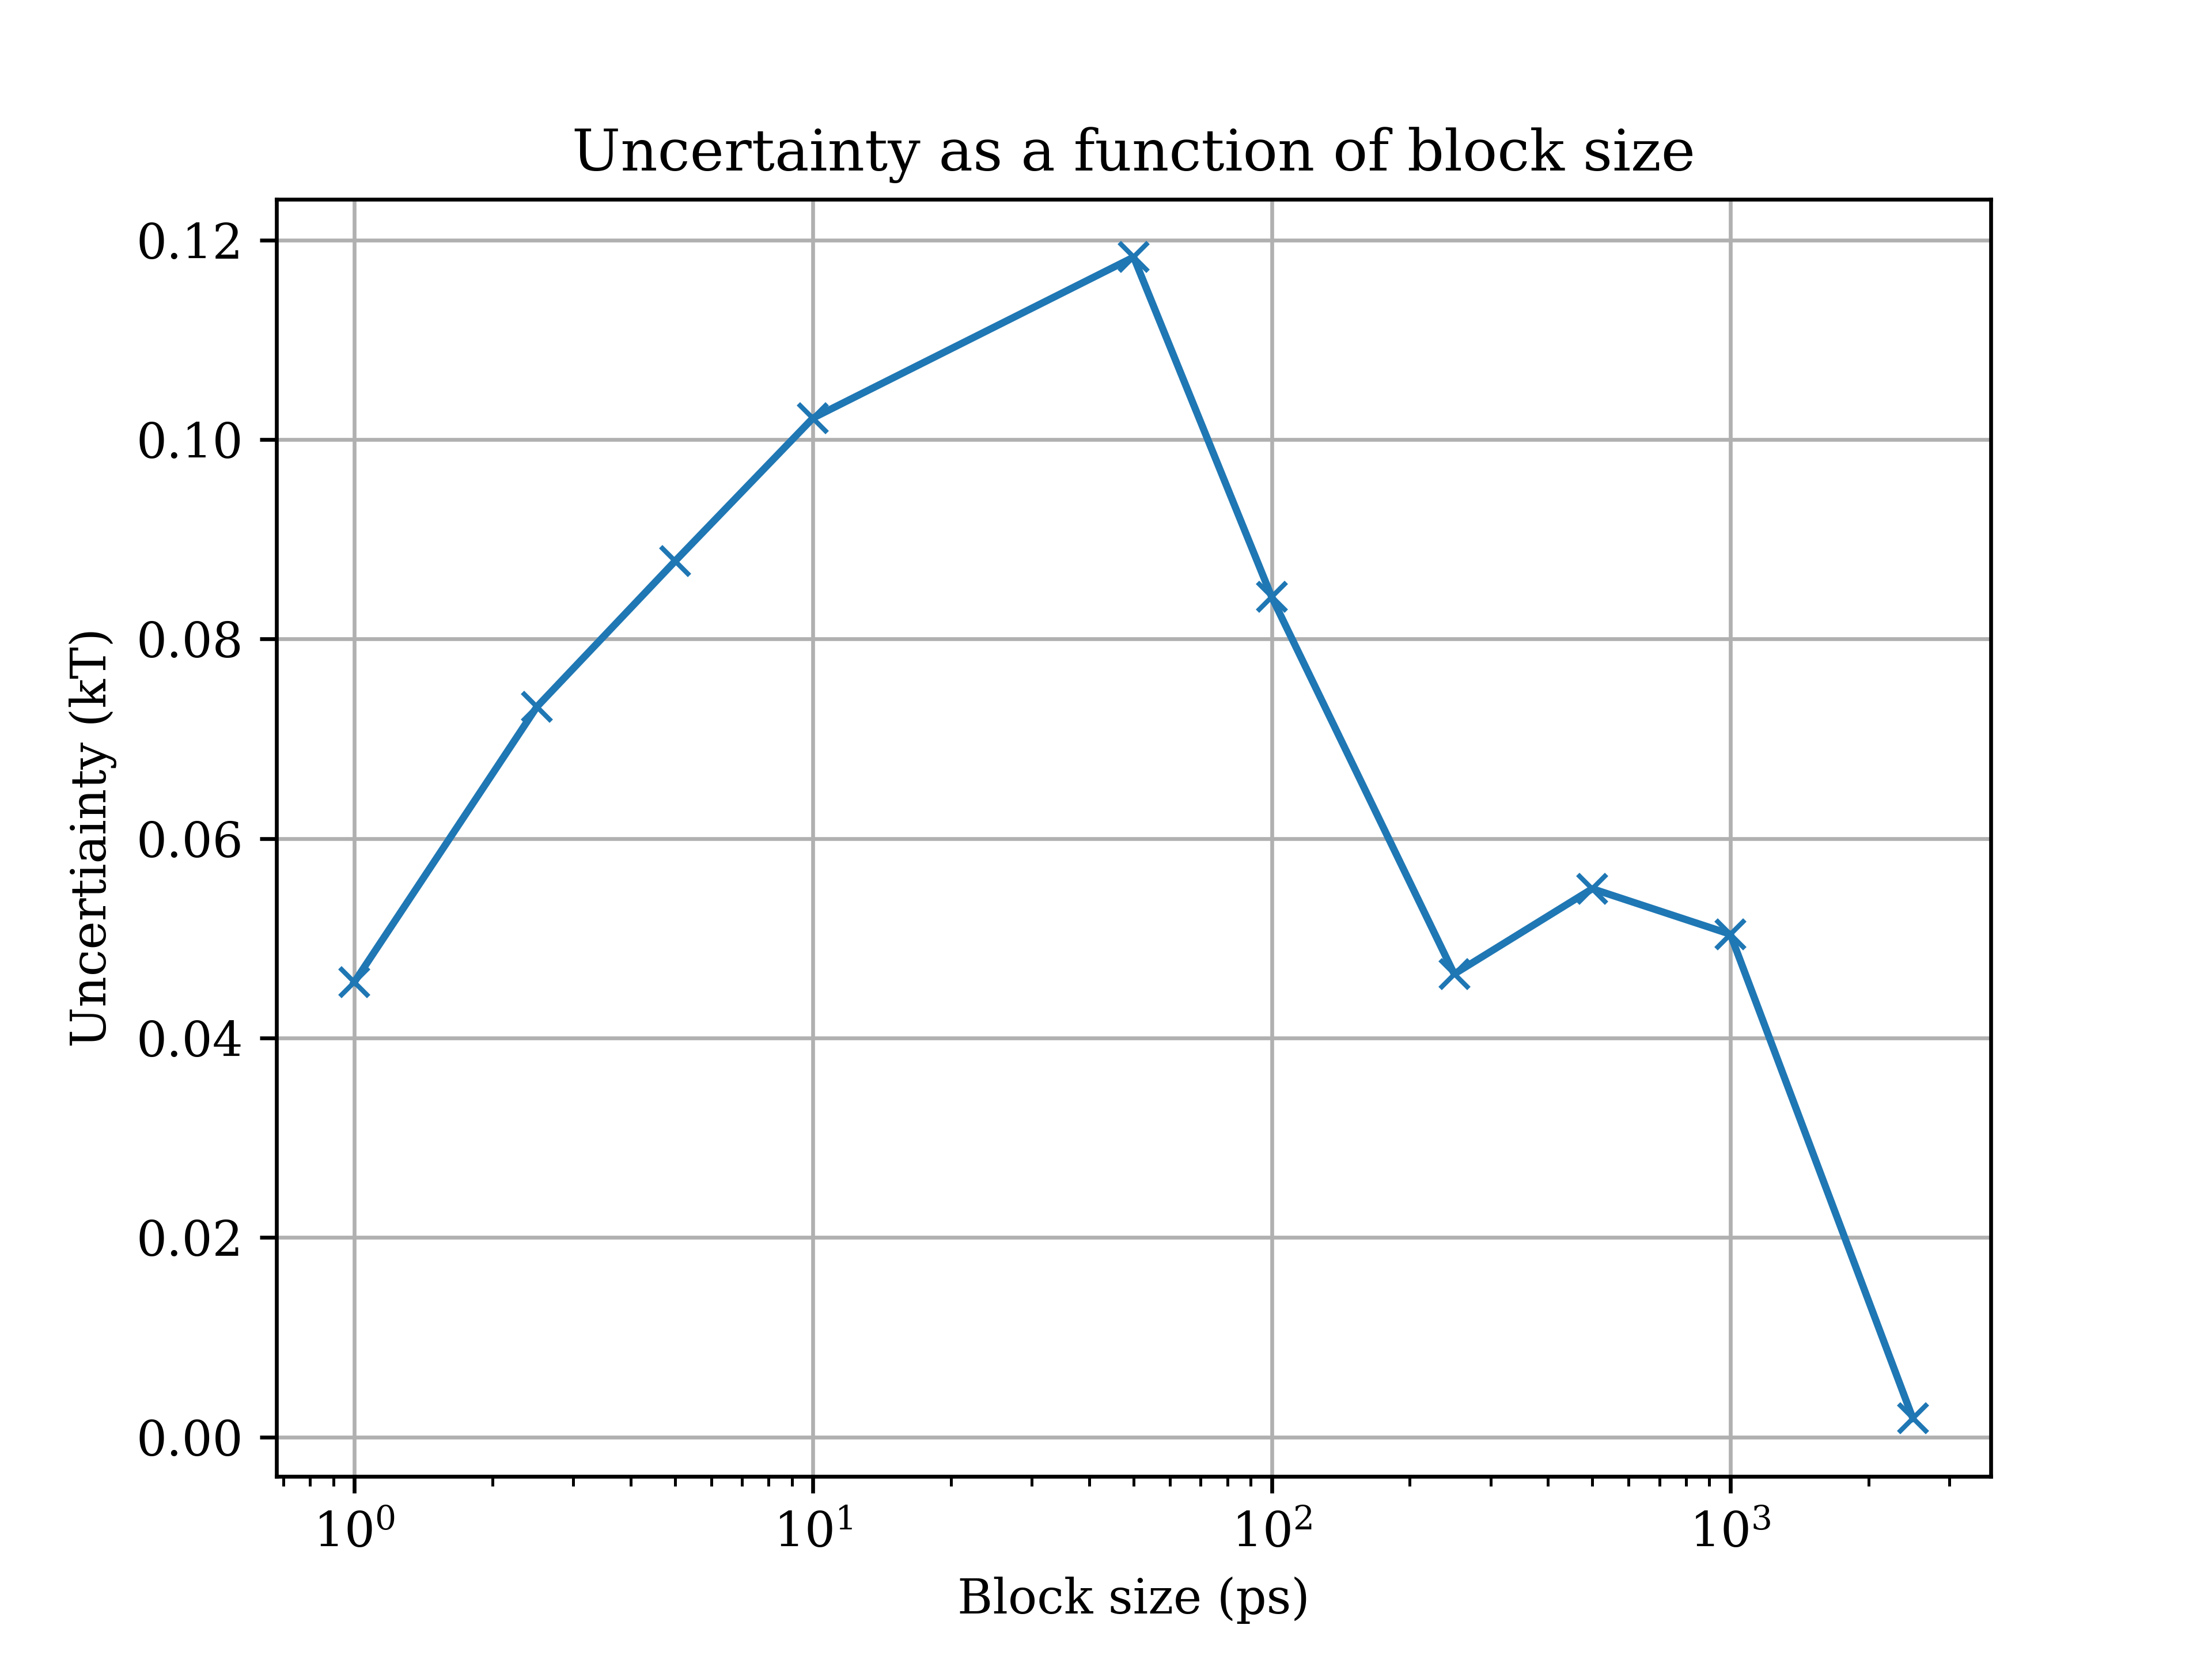 Uncertainty as a function of block size
0.12
0.10
0.08
0.06
0.04
0.02
0.00
Uncertiainty (kT)
10⁰ 10¹ 10² 10³
Block size (ps)